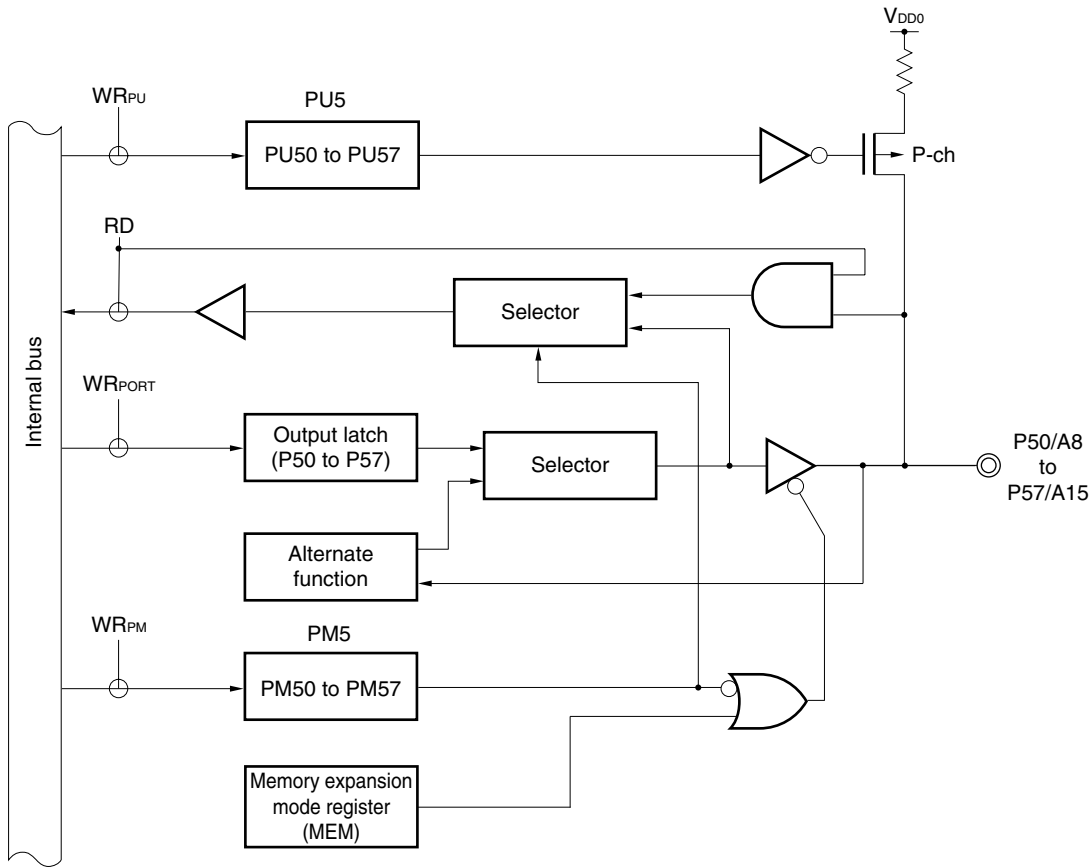 VDD0
WRPU
PU5
PU50 to PU57
P-ch
RD
Selector
Internal bus
WRPORT
Output latch
(P50 to P57)
Selector
P50/A8
to
P57/A15
Alternate
function
WRPM
PM5
PM50 to PM57
Memory expansion
mode register
(MEM)